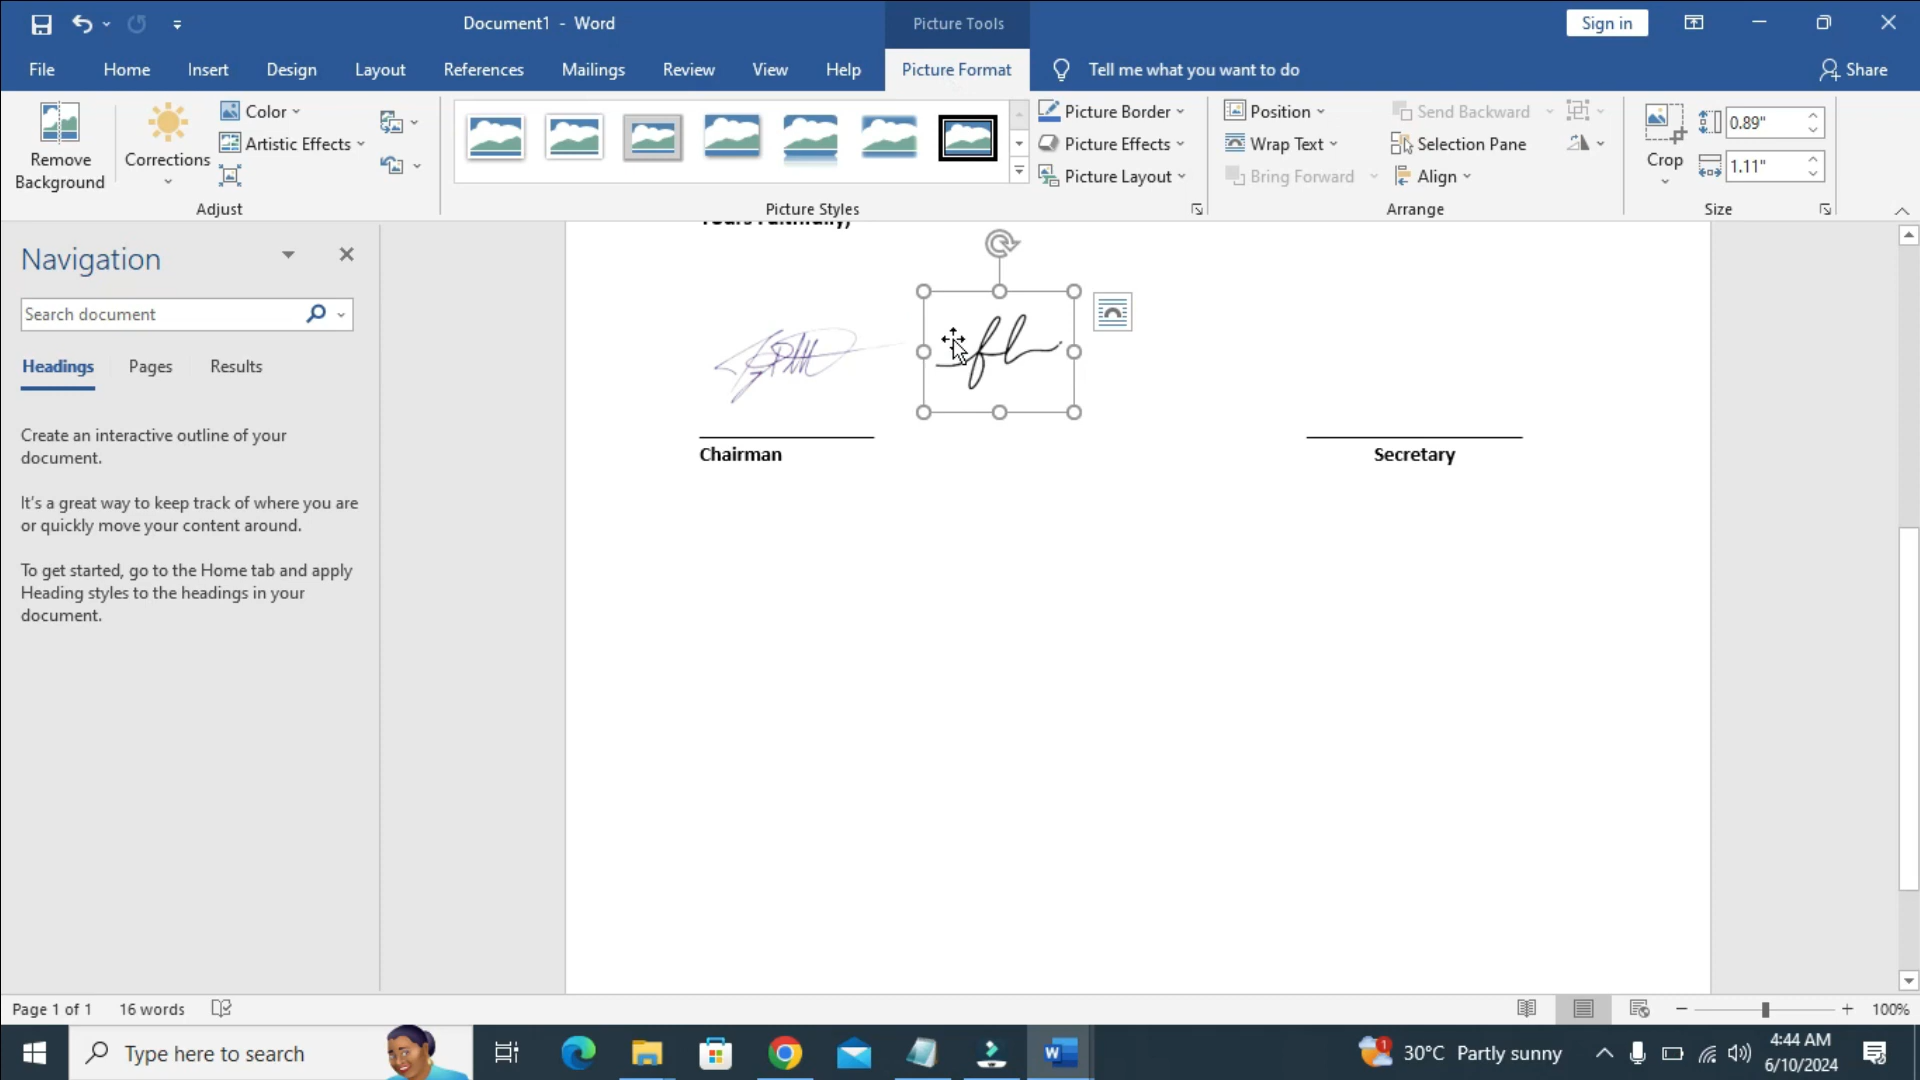 Document1 - Word
Picture Tools
Sign in
File
Home
Insert
Design
Layout
References
Mailings
Review
View
Help
Picture Format
Tell me what you want to do
Share
Remove
Background
Corrections
Color
Artistic Effects
Adjust
Picture Styles
Picture Border
Picture Effects
Picture Layout
Position
Wrap Text
Bring Forward
Send Backward
Selection Pane
Align
Arrange
Crop
0.89"
1.11"
Size
Navigation
Search document
Headings
Pages
Results
Create an interactive outline of your
document.
It's a great way to keep track of where you are
or quickly move your content around.
To get started, go to the Home tab and apply
Heading styles to the headings in your
document.
Yours Faithfully,
Chairman
Secretary
Page 1 of 1
16 words
100%
Type here to search
30°C Partly sunny
4:44 AM
6/10/2024